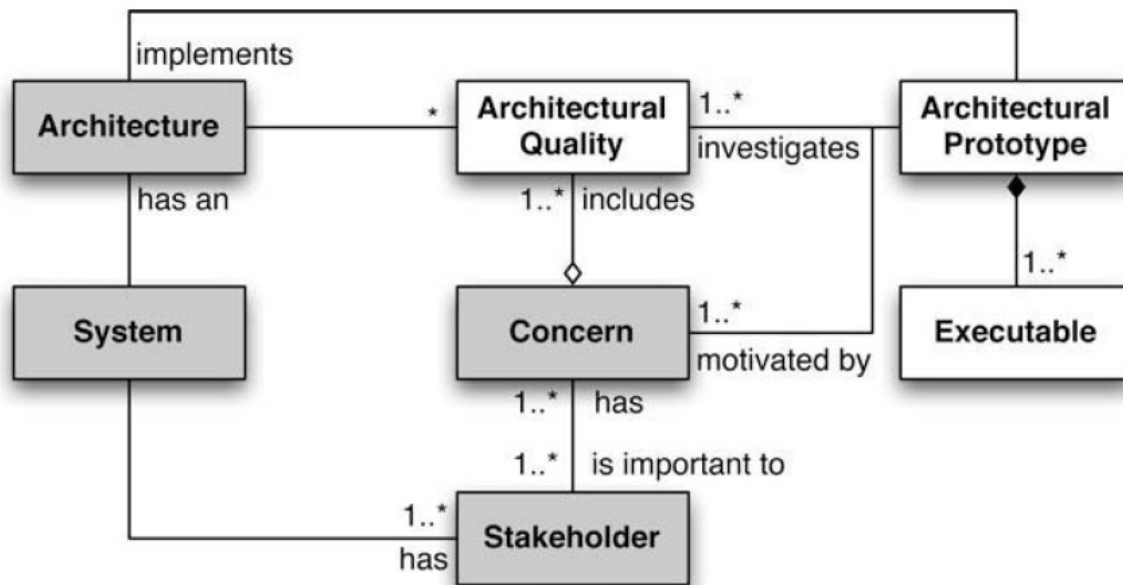 implements
Architecture
*
Architectural
Quality
1..*
investigates
Architectural
Prototype
has an
1..*
includes
1..*
System
Concern
1..*
motivated by
Executable
1..*
has
1..*
is important to
1..*
has
Stakeholder